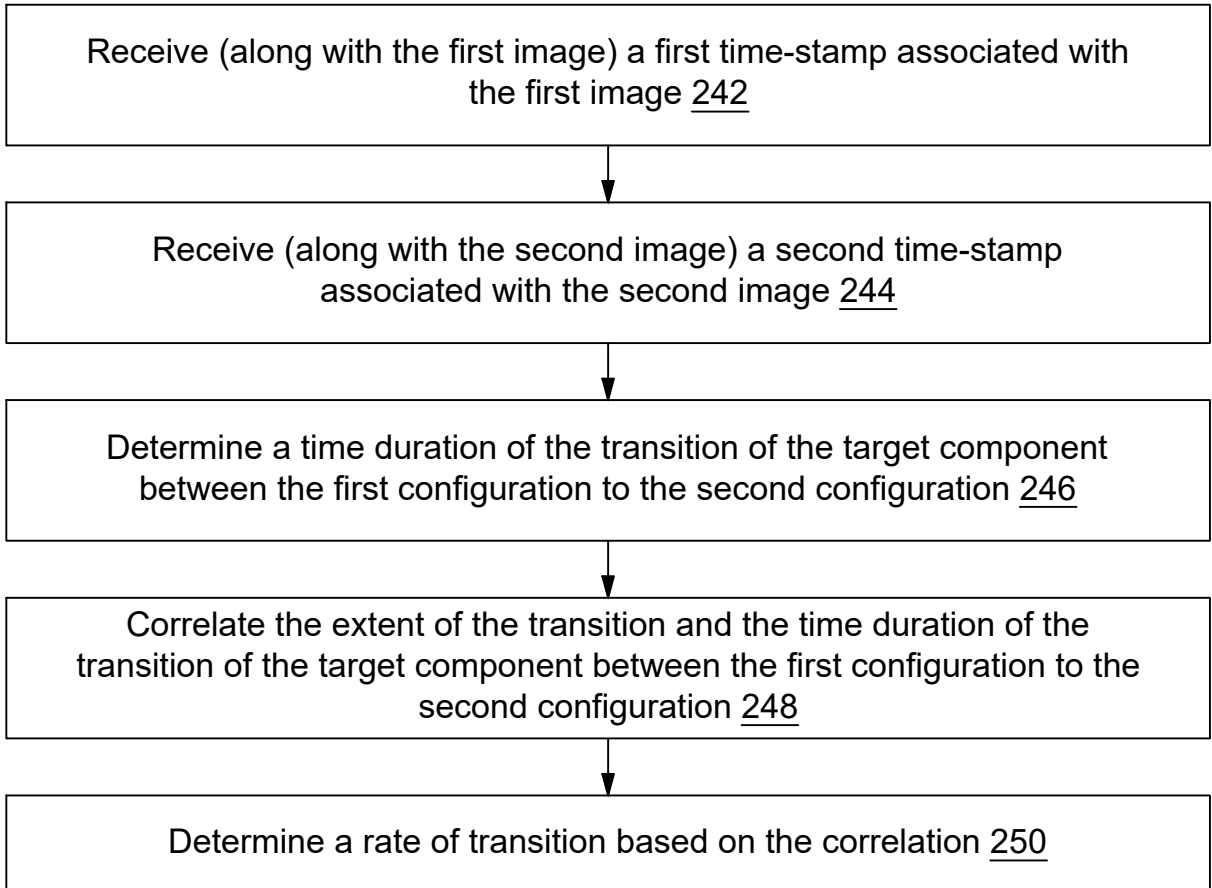 Receive (along with the first image) a first time-stamp associated with
the first image 242
Receive (along with the second image) a second time-stamp
associated with the second image 244
Determine a time duration of the transition of the target component
between the first configuration to the second configuration 246
Correlate the extent of the transition and the time duration of the
transition of the target component between the first configuration to the
second configuration 248
Determine a rate of transition based on the correlation 250